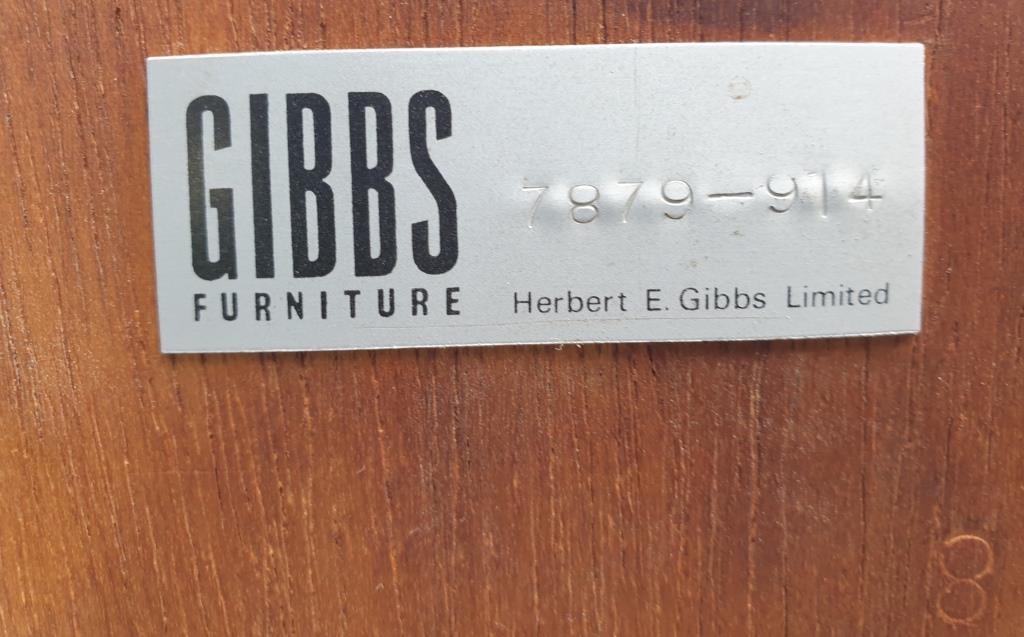 GIBBS
FURNITURE
7879-914
Herbert E. Gibbs Limited
8